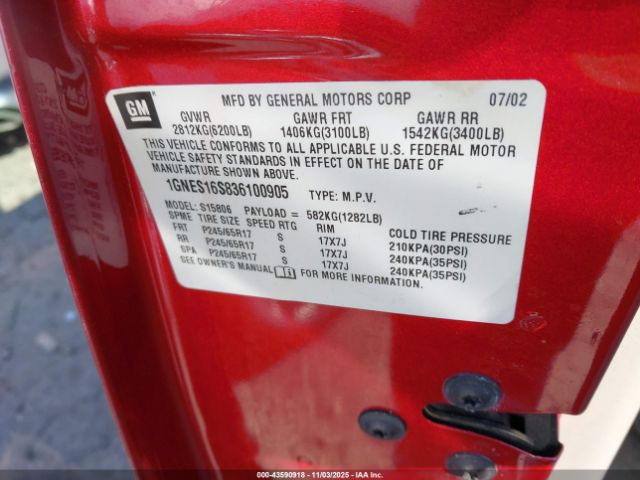 GM
MFD BY GENERAL MOTORS CORP 07/02
GVWR GAWR FRT GAWR RR
2812KG(6200LB) 1406KG(3100LB) 1542KG(3400LB)
THIS VEHICLE CONFORMS TO ALL APPLICABLE U.S. FEDERAL MOTOR
VEHICLE SAFETY STANDARDS IN EFFECT ON THE DATE OF
MANUFACTURE SHOWN ABOVE.
1GNES16S836100905 TYPE: M.P.V.
MODEL: S15806 PAYLOAD = 582KG(1282LB)
SPME TIRE SIZE SPEED RTG RIM COLD TIRE PRESSURE
FRT P245/65R17 S 17X7J 210KPA(30PSI)
RR P245/65R17 S 17X7J 240KPA(35PSI)
SPA P245/65R17 S 17X7J 240KPA(35PSI)
SEE OWNER'S MANUAL FOR MORE INFORMATION.
000-43590918 - 11/03/2025 - IAAI.CA